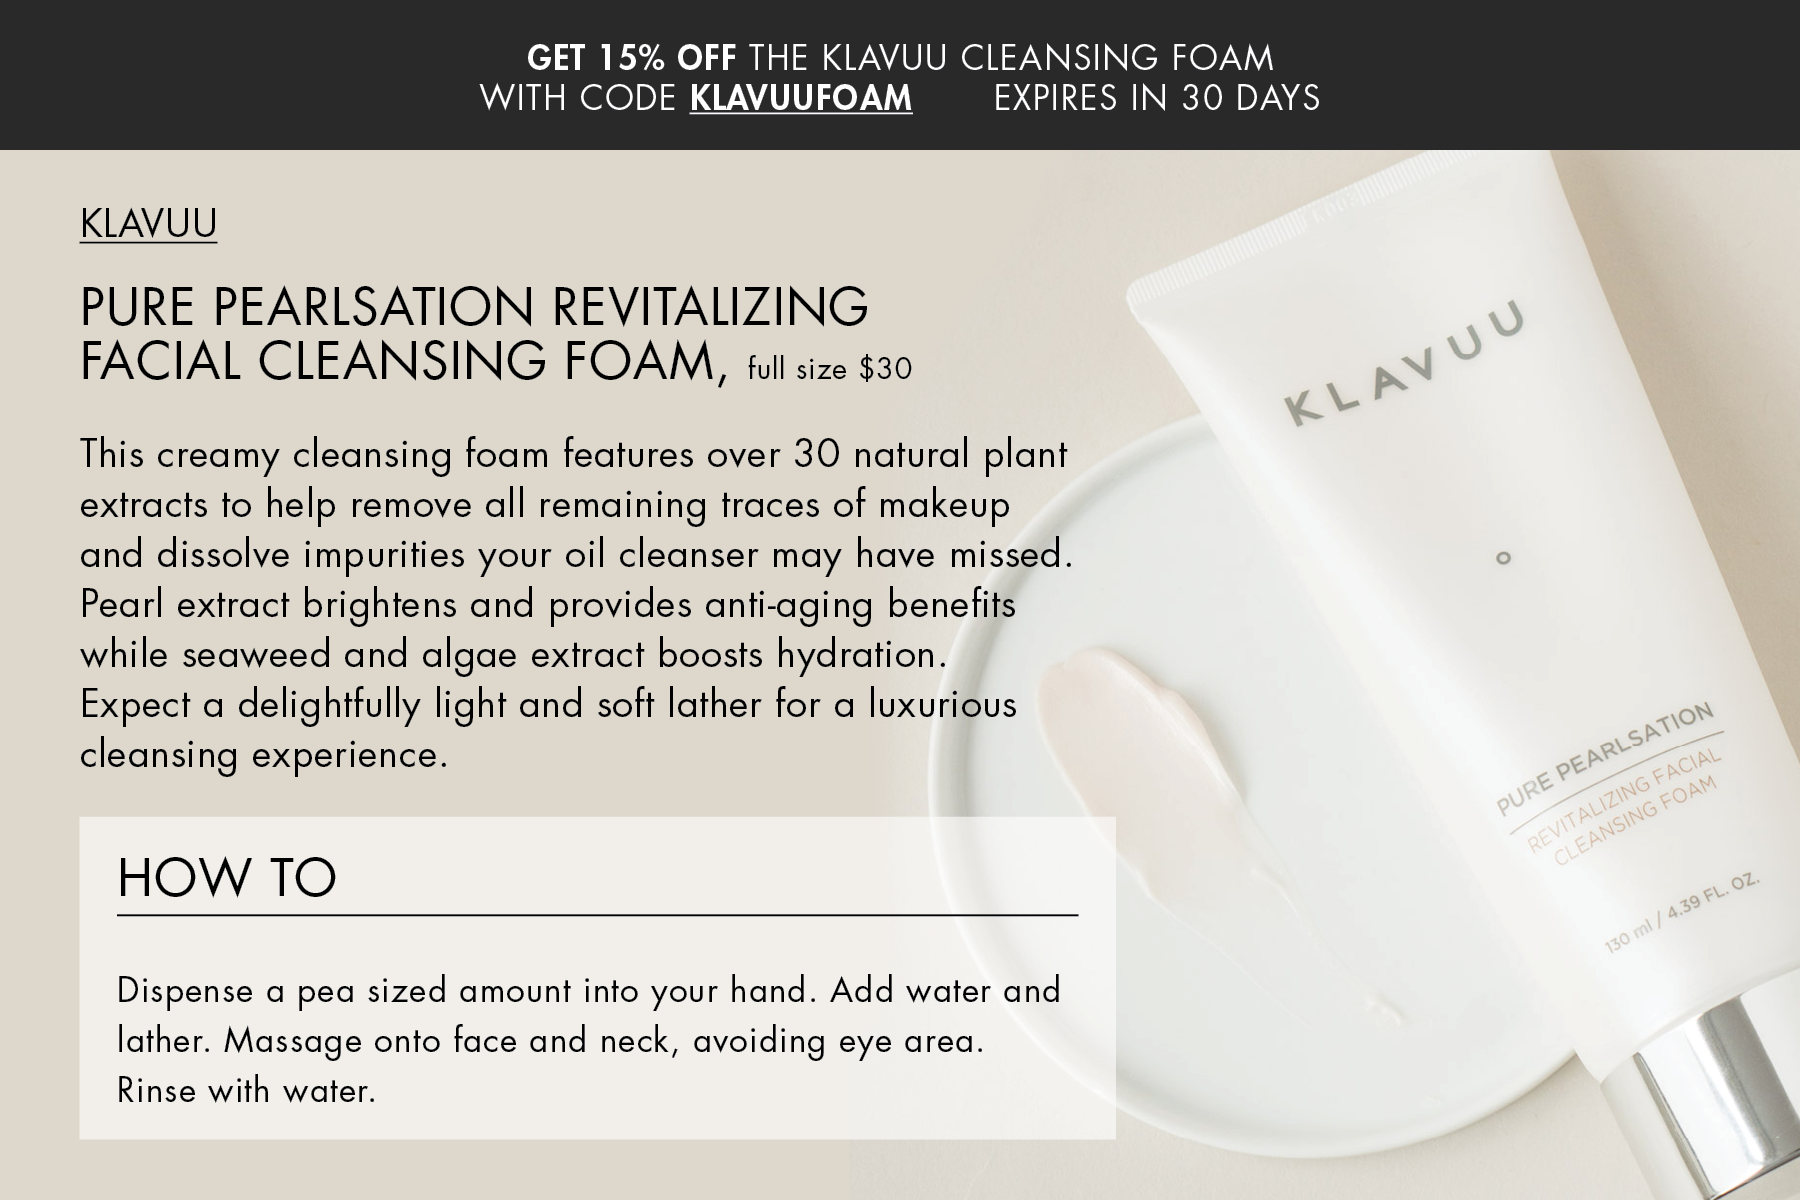 GET 15% OFF THE KLAVUU CLEANSING FOAM
WITH CODE KLAVUUFOAM EXPIRES IN 30 DAYS
KLAVUU
PURE PEARLSATION REVITALIZING
FACIAL CLEANSING FOAM, full size $30
This creamy cleansing foam features over 30 natural plant
extracts to help remove all remaining traces of makeup
and dissolve impurities your oil cleanser may have missed.
Pearl extract brightens and provides anti-aging benefits
while seaweed and algae extract boosts hydration.
Expect a delightfully light and soft lather for a luxurious
cleansing experience.
HOW TO
Dispense a pea sized amount into your hand. Add water and
lather. Massage onto face and neck, avoiding eye area.
Rinse with water.
KLAVUU
PURE PEARLSATION
REVITALIZING FACIAL
CLEANSING FOAM
130 ml / 4.39 FL. OZ.